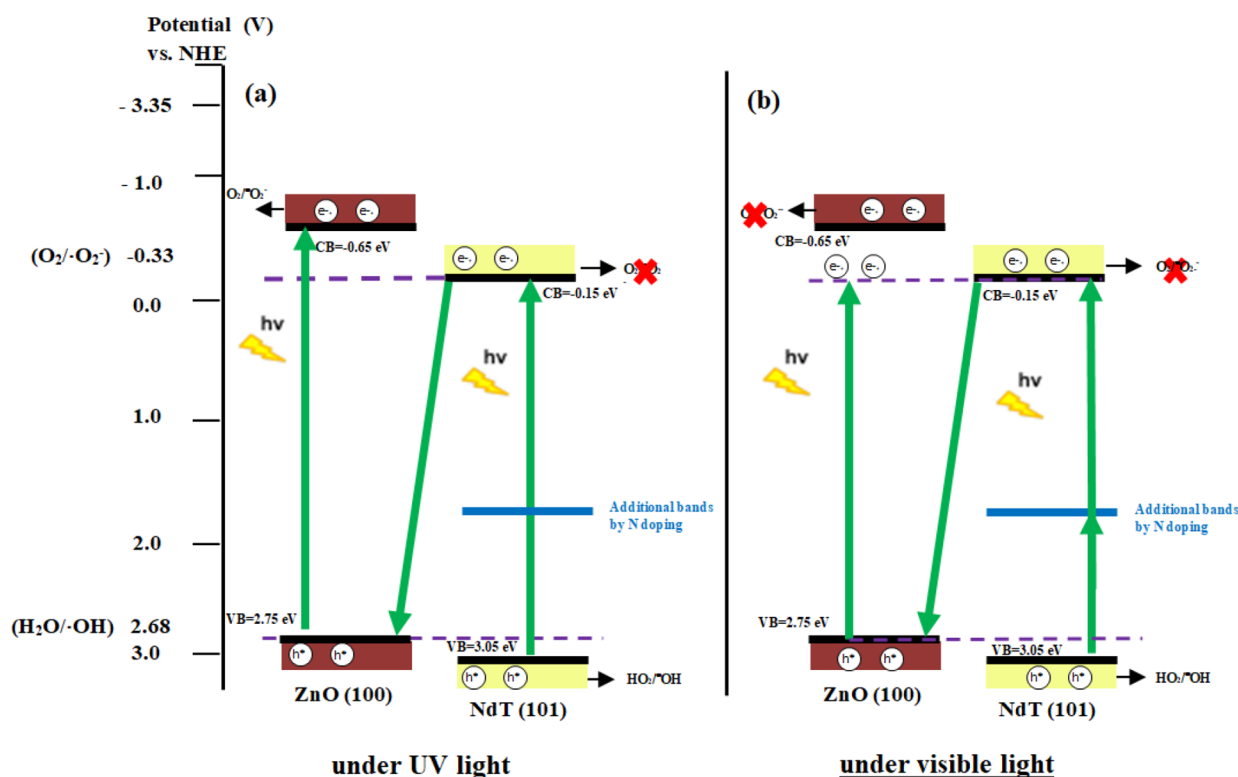 Potential (V)
vs. NHE
- 3.35
- 1.0
(O₂/·O₂⁻) -0.33
0.0
1.0
2.0
(H₂O/·OH) 2.68
3.0
(a)
O₂/•O₂⁻
e-. e-.
CB=-0.65 eV
e-. e-.
CB=-0.15 eV
hv
hv
Additional bands
by N doping
VB=2.75 eV
VB=3.05 eV
h⁺ h⁺
h⁺ h⁺
HO₂/•OH
ZnO (100)
NdT (101)
under UV light
(b)
e-. e-.
CB=-0.65 eV
e-. e-.
e-. e-.
CB=-0.15 eV
hv
hv
Additional bands
by N doping
VB=2.75 eV
VB=3.05 eV
h⁺ h⁺
h⁺ h⁺
HO₂/•OH
ZnO (100)
NdT (101)
under visible light